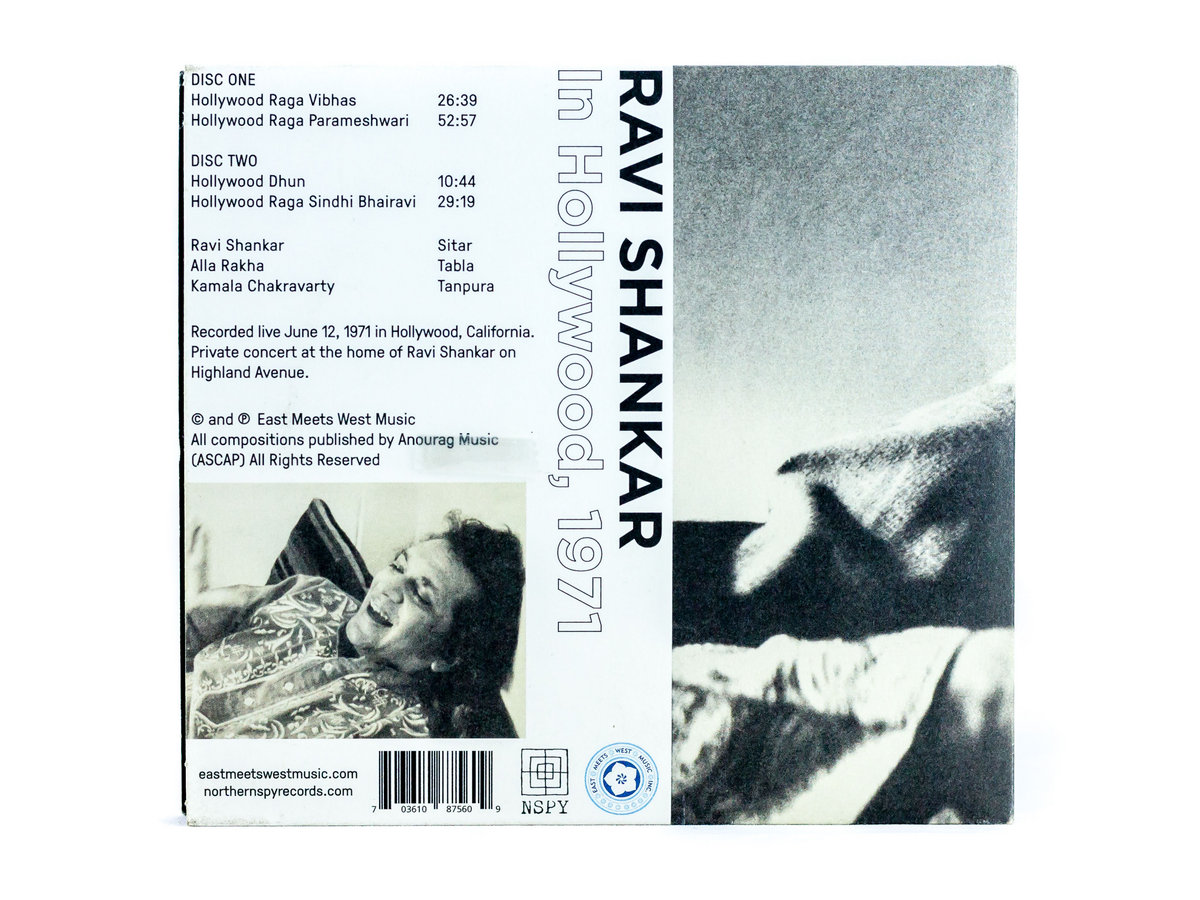 DISC ONE
Hollywood Raga Vibhas 26:39
Hollywood Raga Parameshwari 52:57
DISC TWO
Hollywood Dhun 10:44
Hollywood Raga Sindhi Bhairavi 29:19
Ravi Shankar Sitar
Alla Rakha Tabla
Kamala Chakravarty Tanpura
Recorded live June 12, 1971 in Hollywood, California.
Private concert at the home of Ravi Shankar on
Highland Avenue.
© and ℗ East Meets West Music
All compositions published by Anourag Music
(ASCAP) All Rights Reserved
RAVI SHANKAR
In Hollywood, 1971
eastmeetswestmusic.com
northernspyrecords.com
7 03610 87560 9
NSPY
EAST MEETS WEST MUSIC INC